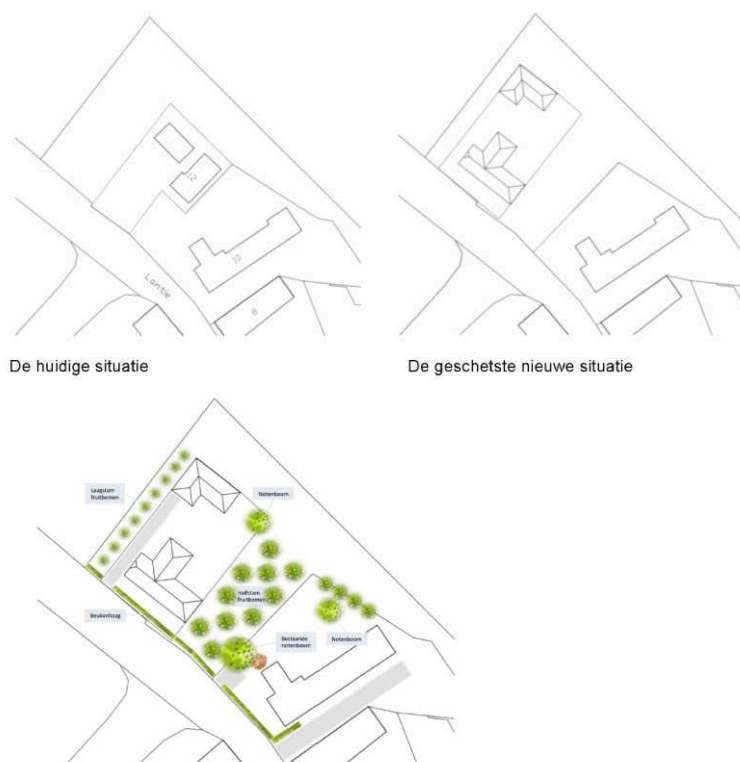 12
10
8
Lantie
De huidige situatie
De geschetste nieuwe situatie
Laagstam
fruitbomen
Notenboom
Halfstam
fruitbomen
Beukenhaag
Bestaande
notenboom
Notenboom